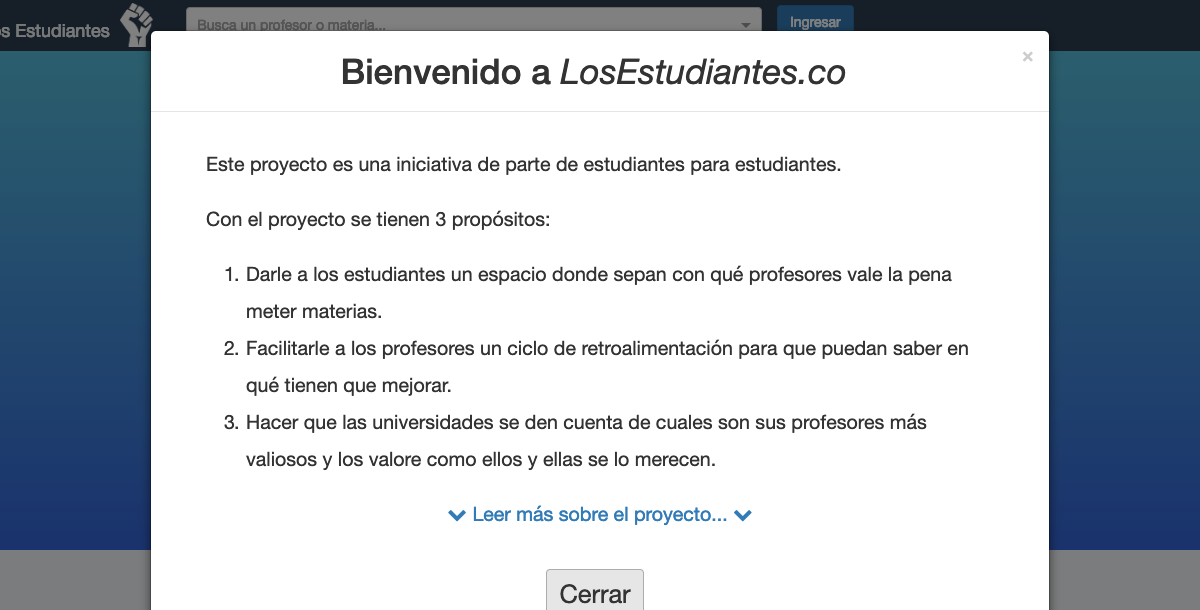 s Estudiantes
Busca un profesor o materia...
Ingresar
×
Bienvenido a LosEstudiantes.co
Este proyecto es una iniciativa de parte de estudiantes para estudiantes.
Con el proyecto se tienen 3 propósitos:
1. Darle a los estudiantes un espacio donde sepan con qué profesores vale la pena
meter materias.
2. Facilitarle a los profesores un ciclo de retroalimentación para que puedan saber en
qué tienen que mejorar.
3. Hacer que las universidades se den cuenta de cuales son sus profesores más
valiosos y los valore como ellos y ellas se lo merecen.
Leer más sobre el proyecto...
Cerrar